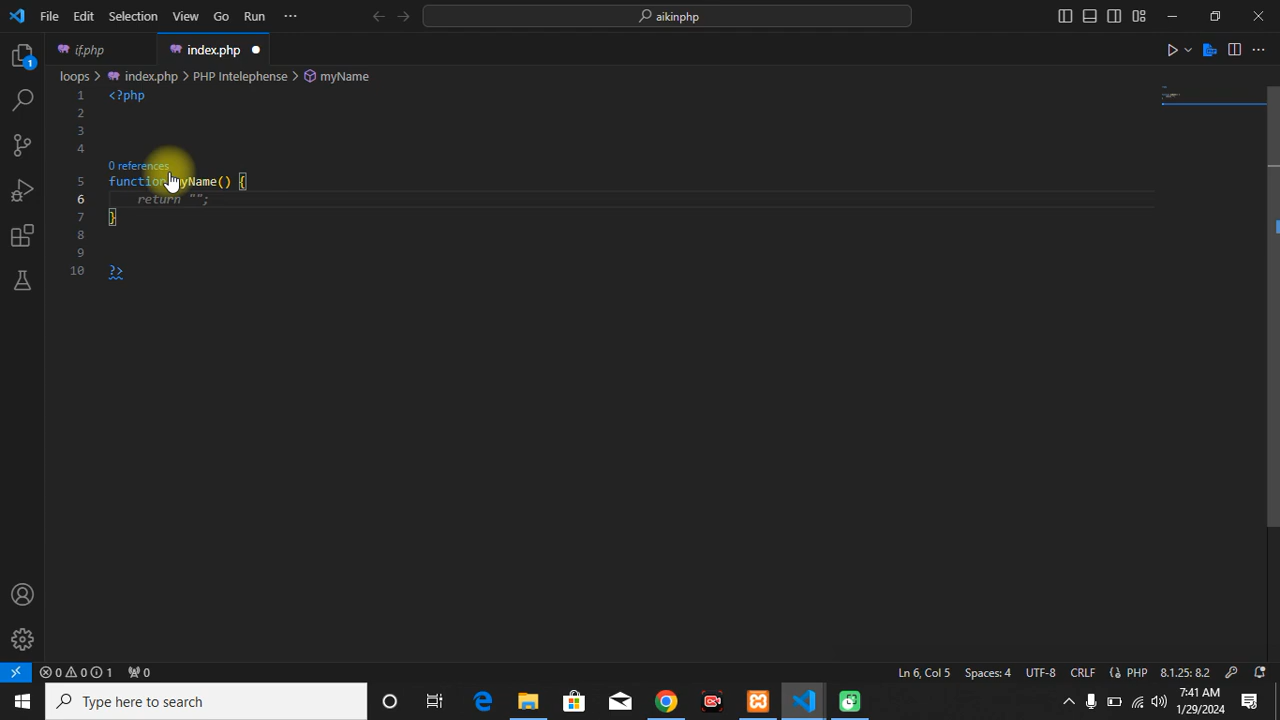 File Edit Selection View Go Run ··· aikinphp
if.php index.php
loops > index.php > PHP Intelephense > myName
1 <?php
2
3
4
0 references
5 function myName() {
6 return "";
7 }
8
9
10 ?>
1
0 0 1 0 Ln 6, Col 5 Spaces: 4 UTF-8 CRLF PHP 8.1.25: 8.2
Type here to search
7:41 AM
1/29/2024